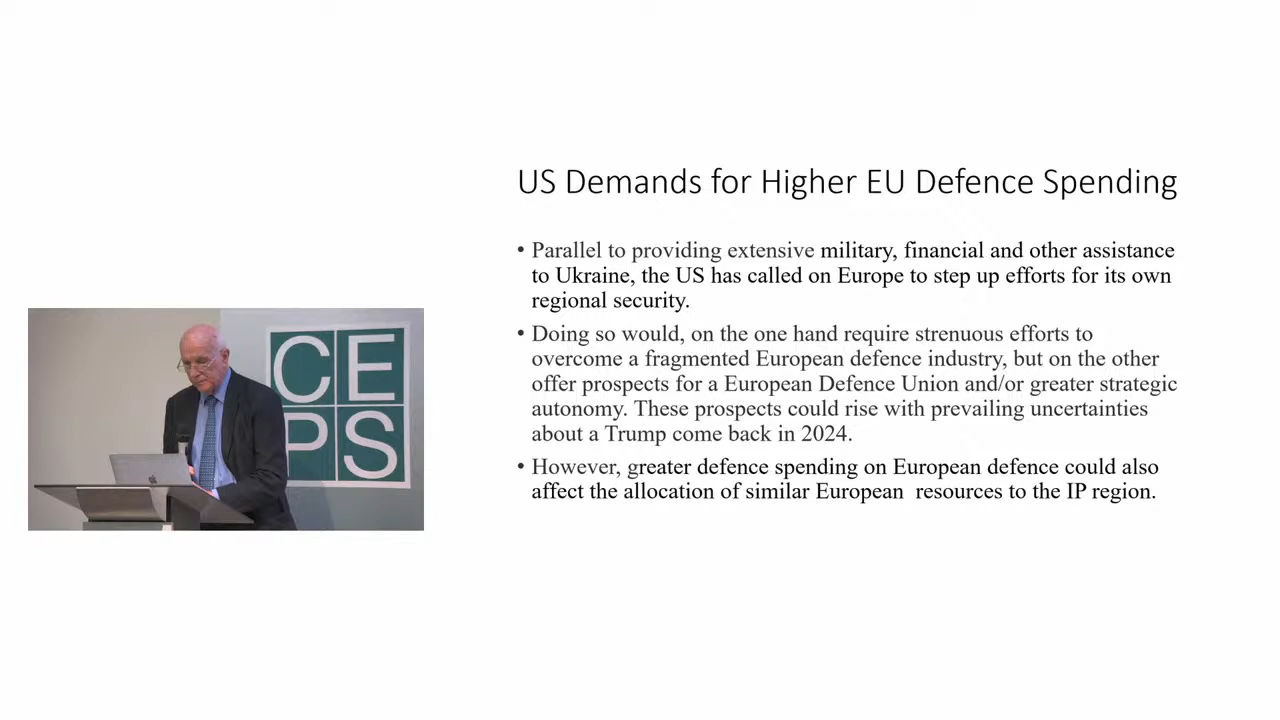 US Demands for Higher EU Defence Spending
• Parallel to providing extensive military, financial and other assistance
to Ukraine, the US has called on Europe to step up efforts for its own
regional security.
• Doing so would, on the one hand require strenuous efforts to
overcome a fragmented European defence industry, but on the other
offer prospects for a European Defence Union and/or greater strategic
autonomy. These prospects could rise with prevailing uncertainties
about a Trump come back in 2024.
• However, greater defence spending on European defence could also
affect the allocation of similar European  resources to the IP region.
CE
PS